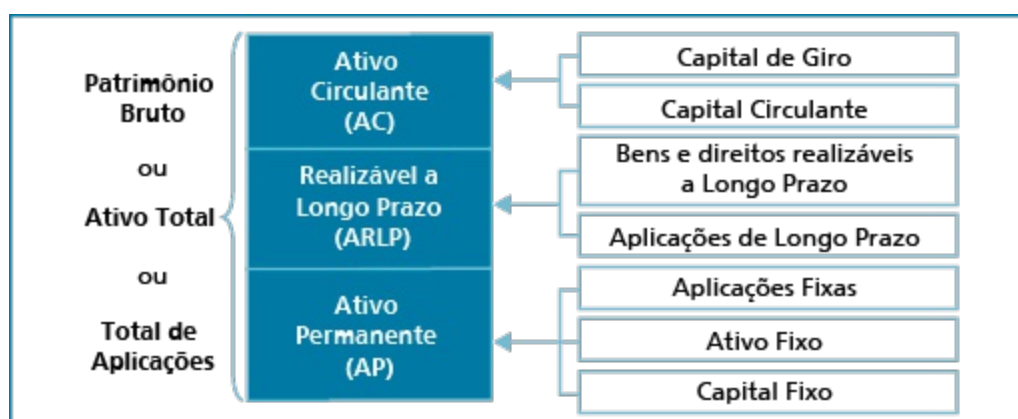 Patrimônio
Bruto
ou
Ativo Total
ou
Total de
Aplicações
Ativo
Circulante
(AC)
Realizável a
Longo Prazo
(ARLP)
Ativo
Permanente
(AP)
Capital de Giro
Capital Circulante
Bens e direitos realizáveis
a Longo Prazo
Aplicações de Longo Prazo
Aplicações Fixas
Ativo Fixo
Capital Fixo